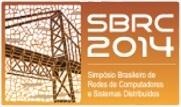 SBRC
2014
Simpósio Brasileiro de
Redes de Computadores
e Sistemas Distribuídos